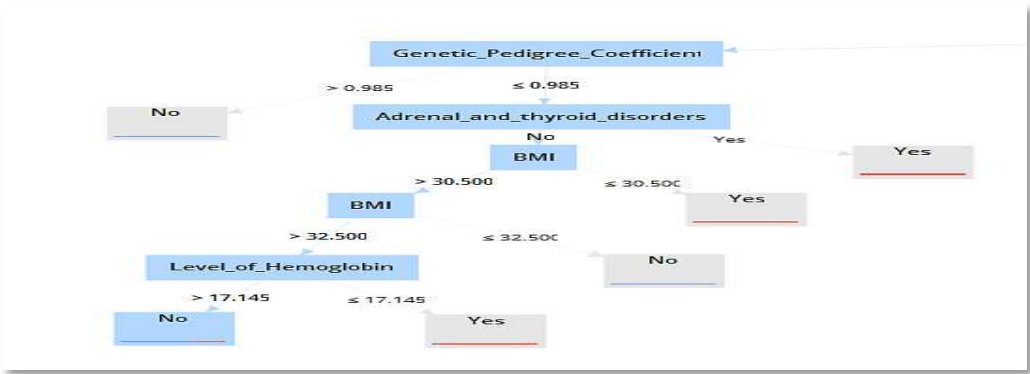 Genetic_Pedigree_Coefficient
> 0.985
≤ 0.985
No
Adrenal_and_thyroid_disorders
No
Yes
BMI
Yes
> 30.500
≤ 30.500
BMI
Yes
> 32.500
≤ 32.500
Level_of_Hemoglobin
No
> 17.145
≤ 17.145
No
Yes